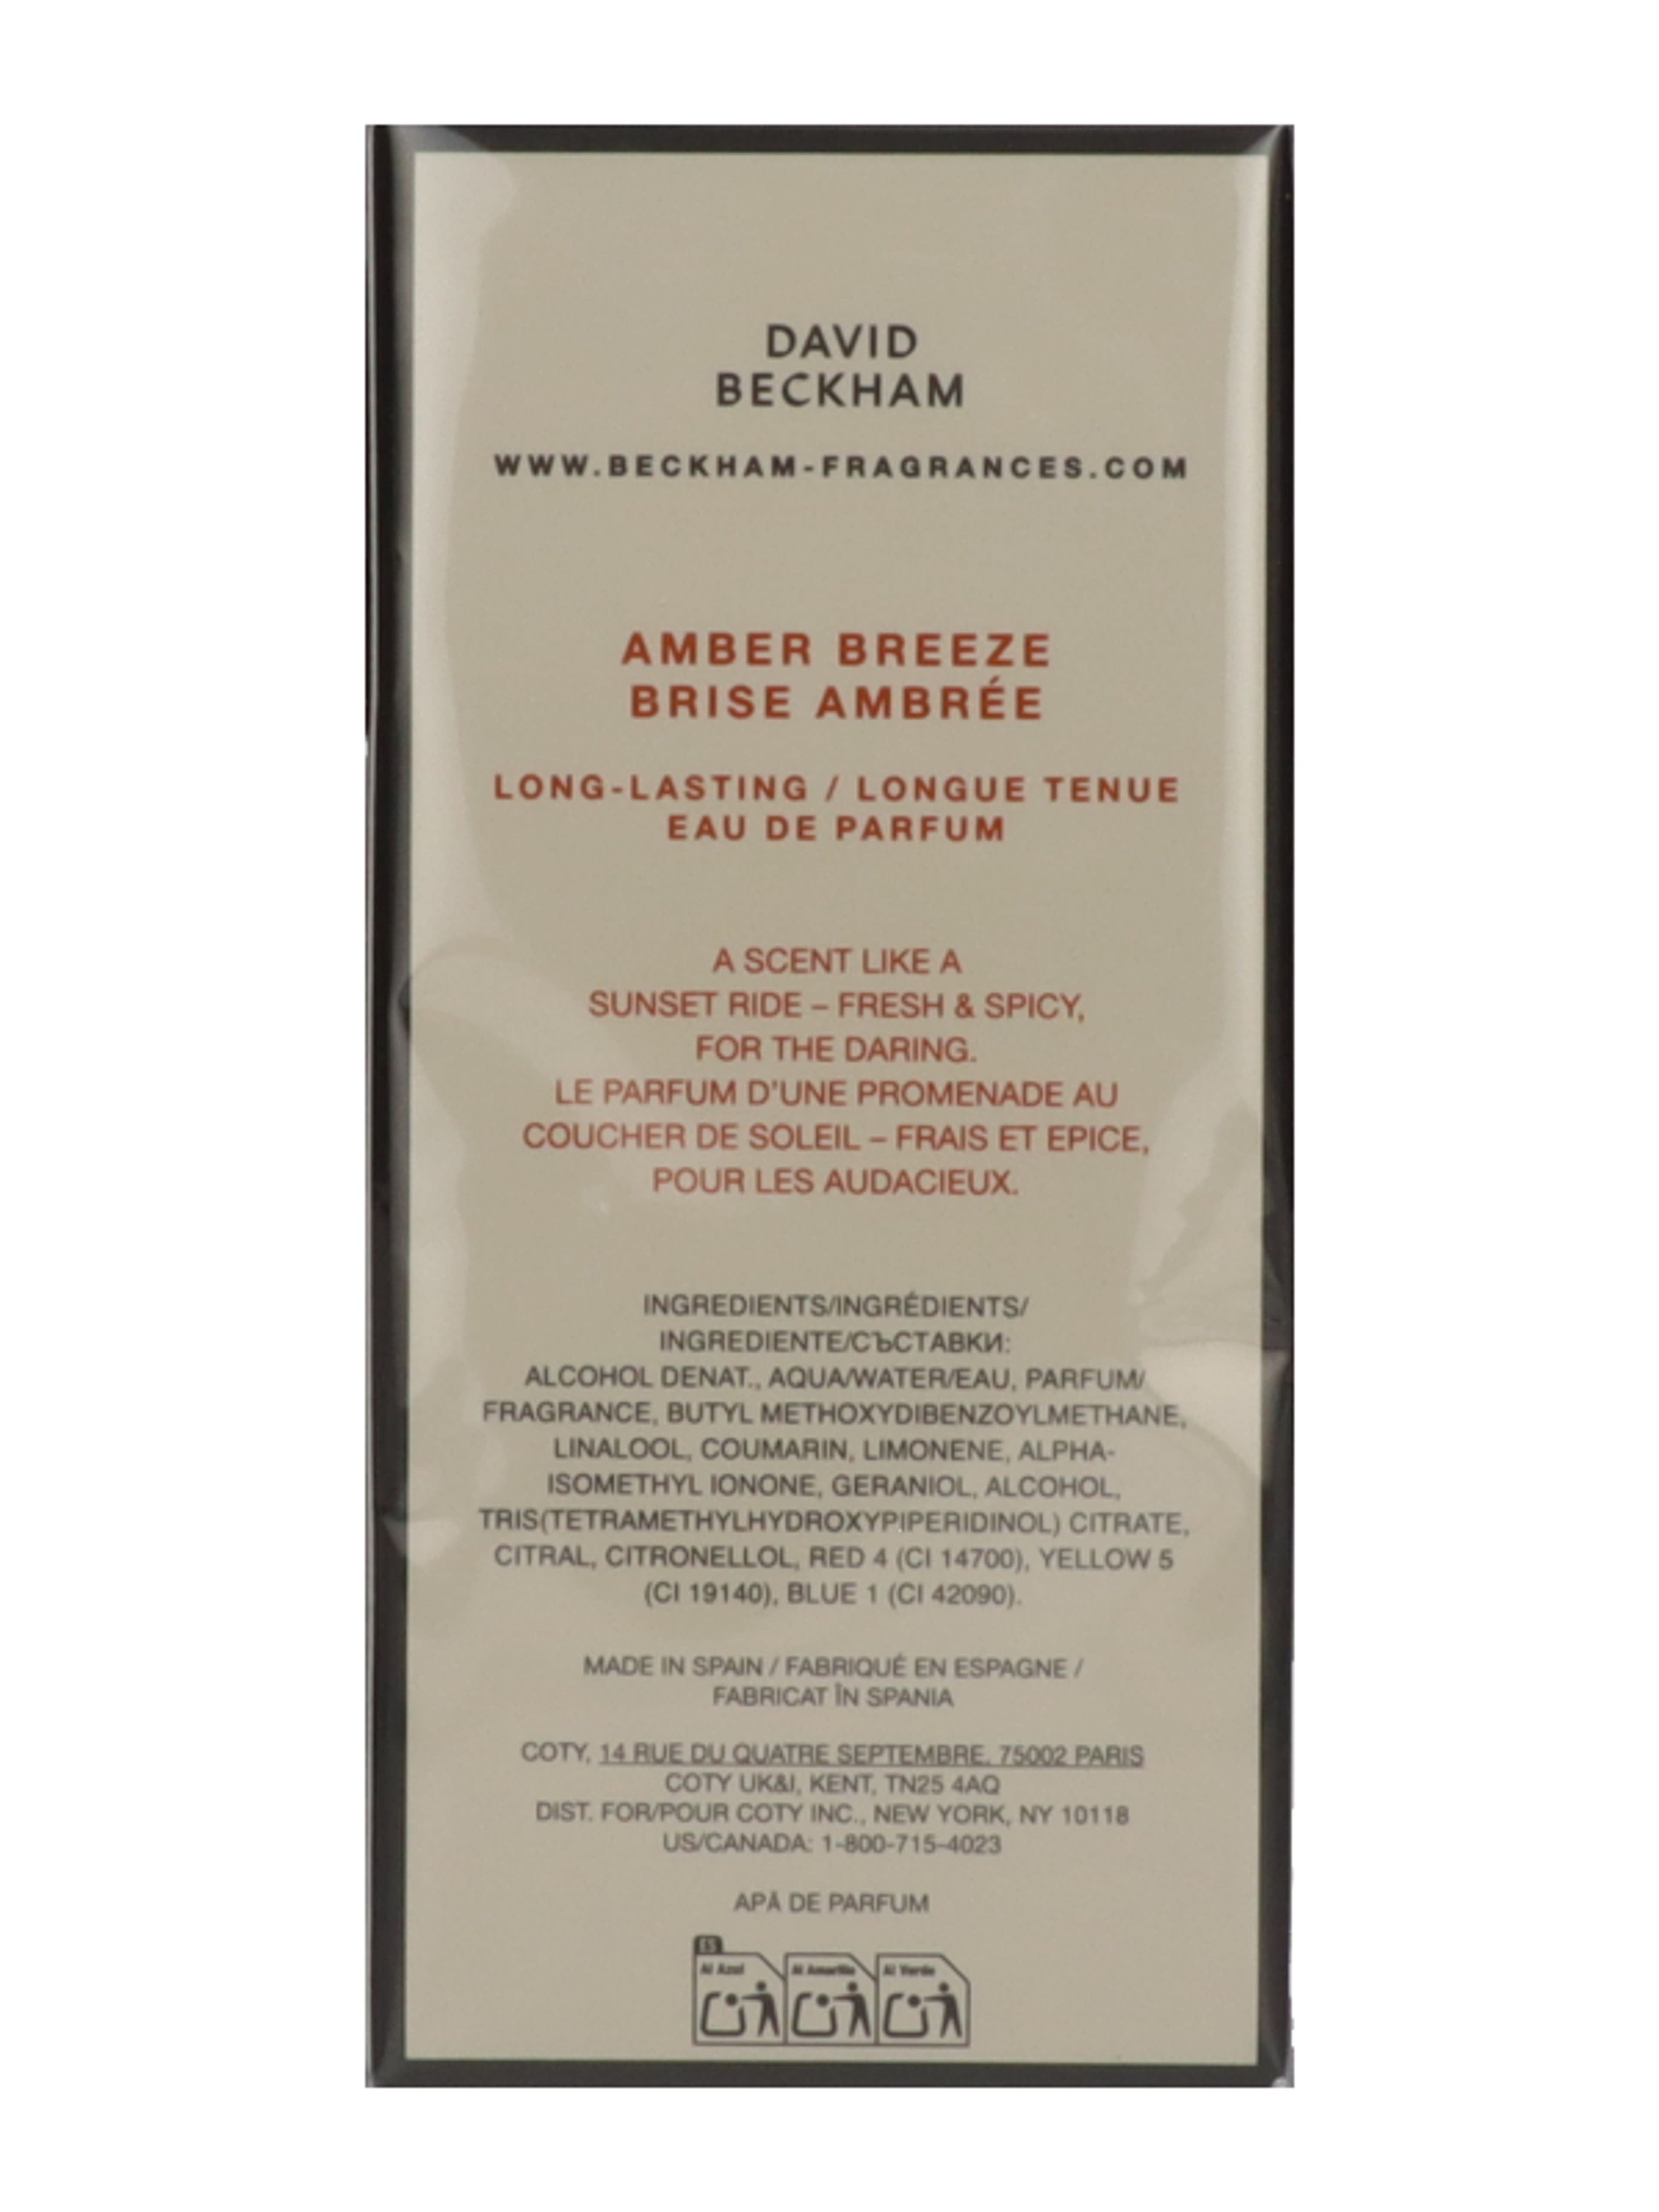 DAVID
BECKHAM
WWW.BECKHAM-FRAGRANCES.COM
AMBER BREEZE
BRISE AMBRÉE
LONG-LASTING / LONGUE TENUE
EAU DE PARFUM
A SCENT LIKE A
SUNSET RIDE – FRESH & SPICY,
FOR THE DARING.
LE PARFUM D'UNE PROMENADE AU
COUCHER DE SOLEIL – FRAIS ET EPICE,
POUR LES AUDACIEUX.
INGREDIENTS/INGRÉDIENTS/
INGREDIENTE/СЪСТАВКИ:
ALCOHOL DENAT., AQUA/WATER/EAU, PARFUM/
FRAGRANCE, BUTYL METHOXYDIBENZOYLMETHANE,
LINALOOL, COUMARIN, LIMONENE, ALPHA-
ISOMETHYL IONONE, GERANIOL, ALCOHOL,
TRIS(TETRAMETHYLHYDROXYPIPERIDINOL) CITRATE,
CITRAL, CITRONELLOL, RED 4 (CI 14700), YELLOW 5
(CI 19140), BLUE 1 (CI 42090).
MADE IN SPAIN / FABRIQUÉ EN ESPAGNE /
FABRICAT ÎN SPANIA
COTY, 14 RUE DU QUATRE SEPTEMBRE, 75002 PARIS
COTY UK&I, KENT, TN25 4AQ
DIST. FOR/POUR COTY INC., NEW YORK, NY 10118
US/CANADA: 1-800-715-4023
APĂ DE PARFUM
ES
Al Azul Al Amarillo Al Verde